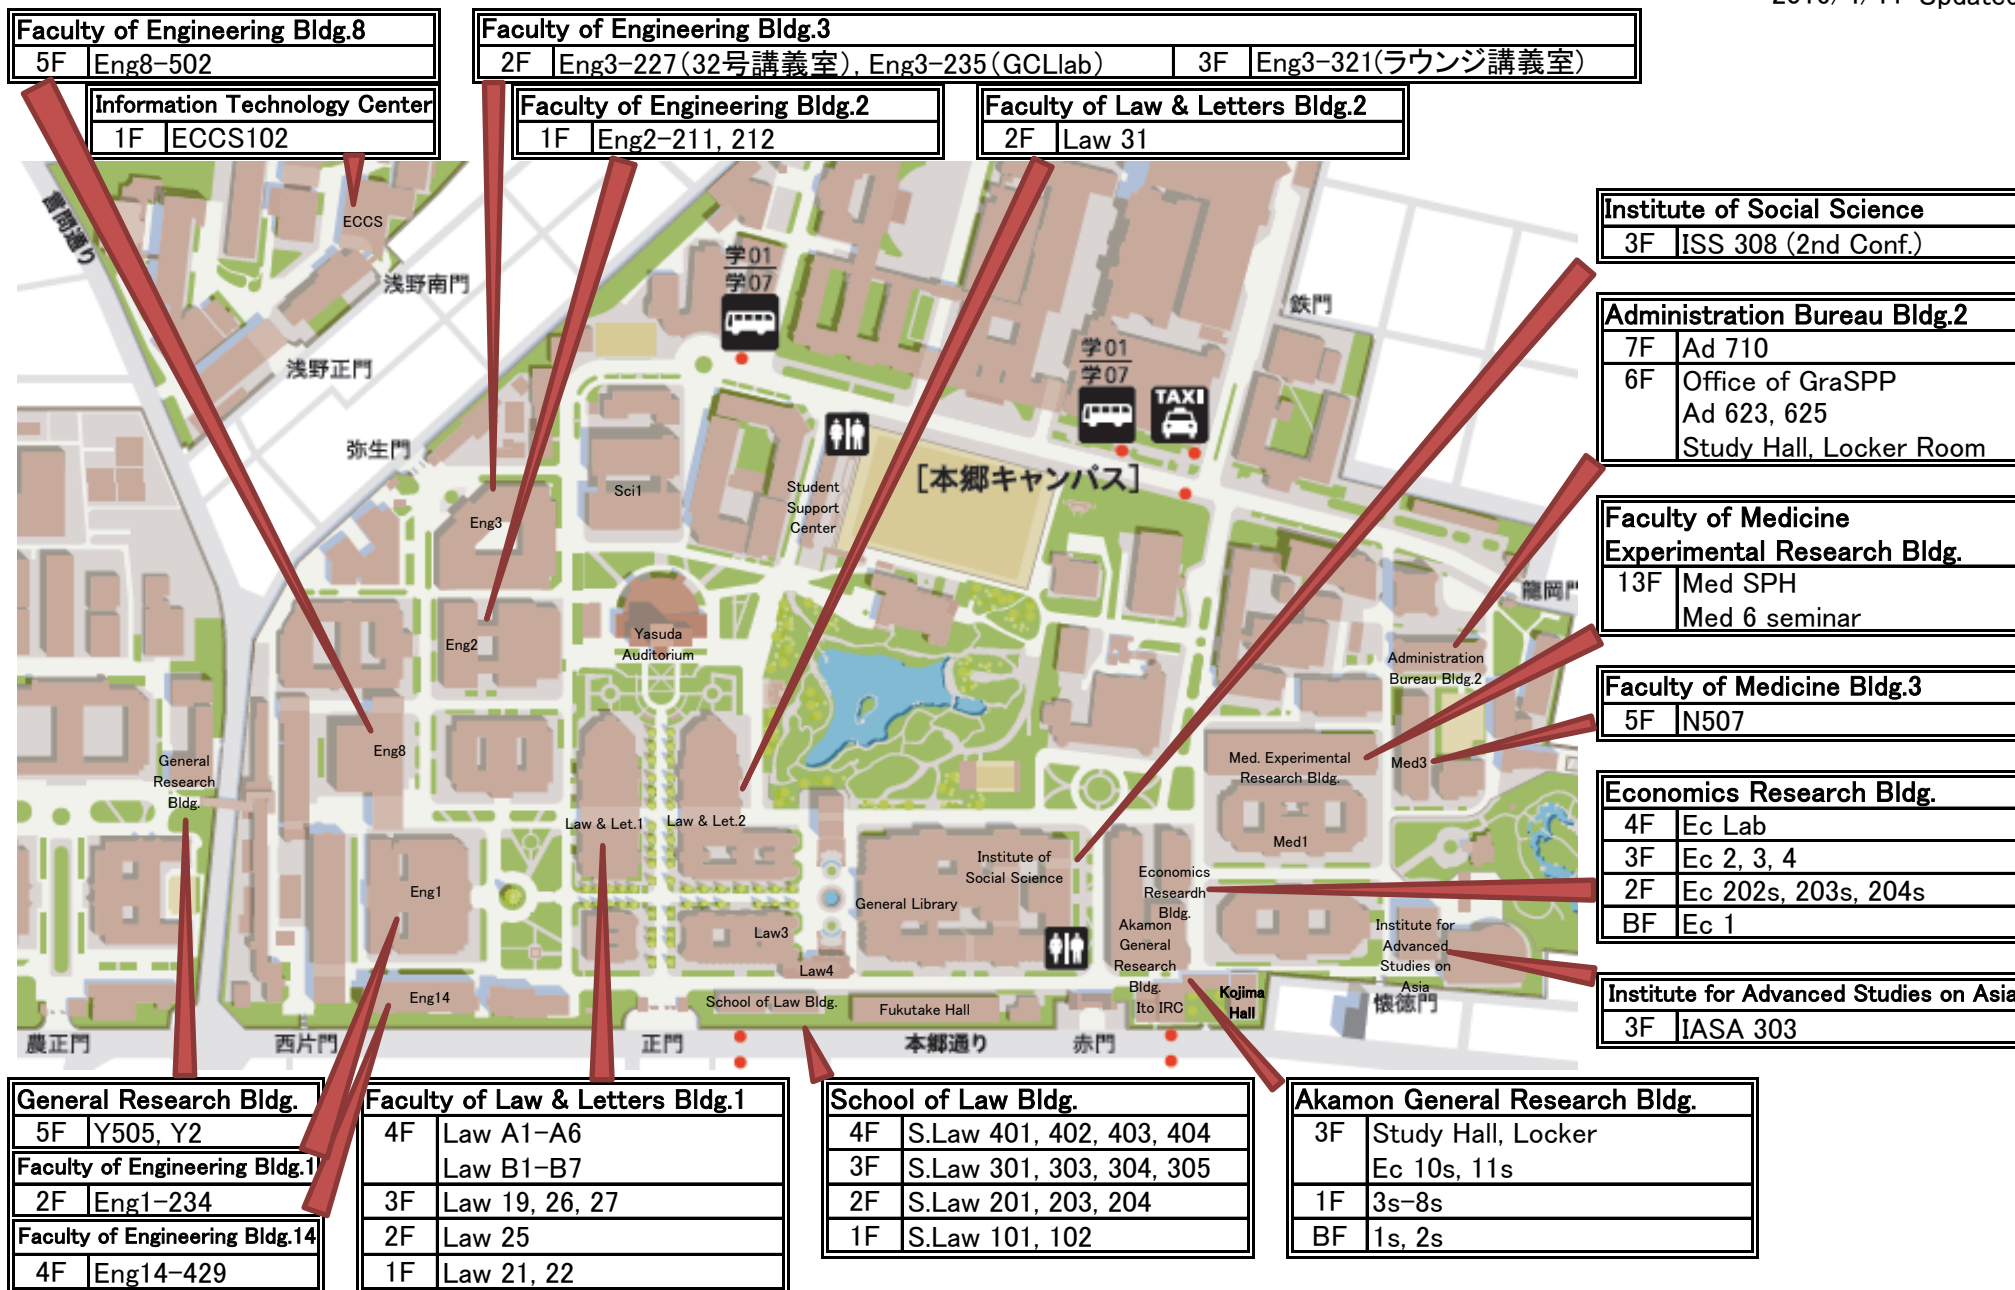 Faculty of Engineering Bldg.8
5F Eng8-502
Faculty of Engineering Bldg.3
2F Eng3-227(32号講義室), Eng3-235(GCLlab) 3F Eng3-321(ラウンジ講義室)
Information Technology Center
1F ECCS102
Faculty of Engineering Bldg.2
1F Eng2-211, 212
Faculty of Law & Letters Bldg.2
2F Law 31
Institute of Social Science
3F ISS 308 (2nd Conf.)
Administration Bureau Bldg.2
7F Ad 710
6F Office of GraSPP
Ad 623, 625
Study Hall, Locker Room
Faculty of Medicine
Experimental Research Bldg.
13F Med SPH
Med 6 seminar
Faculty of Medicine Bldg.3
5F N507
Economics Research Bldg.
4F Ec Lab
3F Ec 2, 3, 4
2F Ec 202s, 203s, 204s
BF Ec 1
Institute for Advanced Studies on Asia
3F IASA 303
言問通り
ECCS
浅野南門
浅野正門
弥生門
学01
学07
学01
学07
TAXI
鉄門
[本郷キャンパス]
Sci1
Student
Support
Center
Eng3
Eng2
Yasuda
Auditorium
龍岡門
Administration
Bureau Bldg.2
Eng8
General
Research
Bldg.
Med. Experimental
Research Bldg.
Med3
Law & Let.1
Law & Let.2
Med1
Institute of
Social Science
Economics
Researdh
Bldg.
Eng1
General Library
Law3
Akamon
General
Research
Bldg.
Institute for
Advanced
Studies on
Asia
Law4
Eng14
School of Law Bldg.
Fukutake Hall
Ito IRC
Kojima
Hall
懐徳門
農正門
西片門
正門
本郷通り
赤門
General Research Bldg.
5F Y505, Y2
Faculty of Engineering Bldg.1
2F Eng1-234
Faculty of Engineering Bldg.14
4F Eng14-429
Faculty of Law & Letters Bldg.1
4F Law A1-A6
Law B1-B7
3F Law 19, 26, 27
2F Law 25
1F Law 21, 22
School of Law Bldg.
4F S.Law 401, 402, 403, 404
3F S.Law 301, 303, 304, 305
2F S.Law 201, 203, 204
1F S.Law 101, 102
Akamon General Research Bldg.
3F Study Hall, Locker
Ec 10s, 11s
1F 3s-8s
BF 1s, 2s